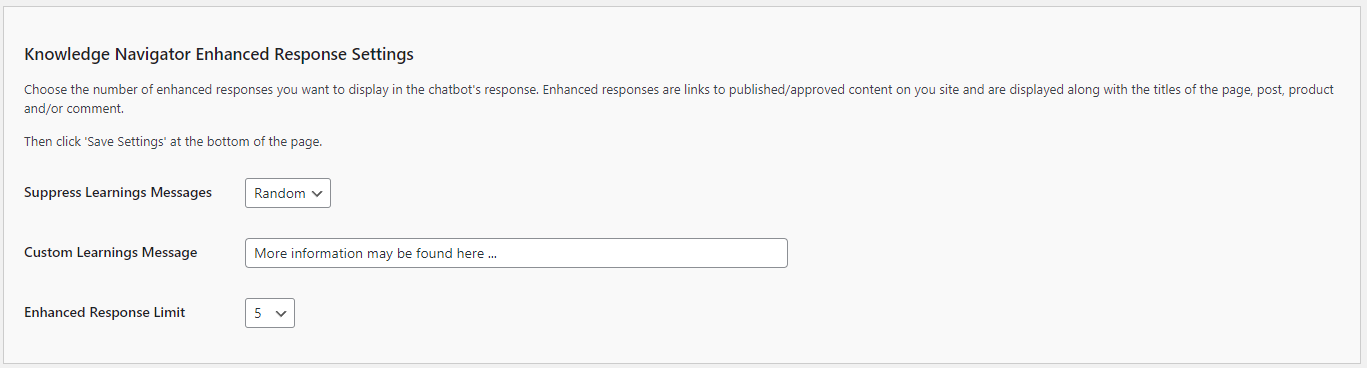 Knowledge Navigator Enhanced Response Settings
Choose the number of enhanced responses you want to display in the chatbot's response. Enhanced responses are links to published/approved content on you site and are displayed along with the titles of the page, post, product
and/or comment.
Then click 'Save Settings' at the bottom of the page.
Suppress Learnings Messages Random
Custom Learnings Message More information may be found here ...
Enhanced Response Limit 5